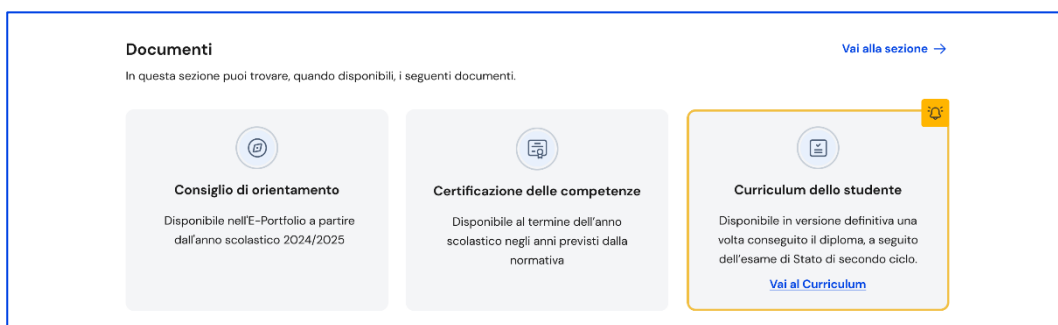 Documenti
Vai alla sezione →
In questa sezione puoi trovare, quando disponibili, i seguenti documenti.
Consiglio di orientamento
Disponibile nell'E-Portfolio a partire
dall'anno scolastico 2024/2025
Certificazione delle competenze
Disponibile al termine dell’anno
scolastico negli anni previsti dalla
normativa
Curriculum dello studente
Disponibile in versione definitiva una
volta conseguito il diploma, a seguito
dell’esame di Stato di secondo ciclo.
Vai al Curriculum